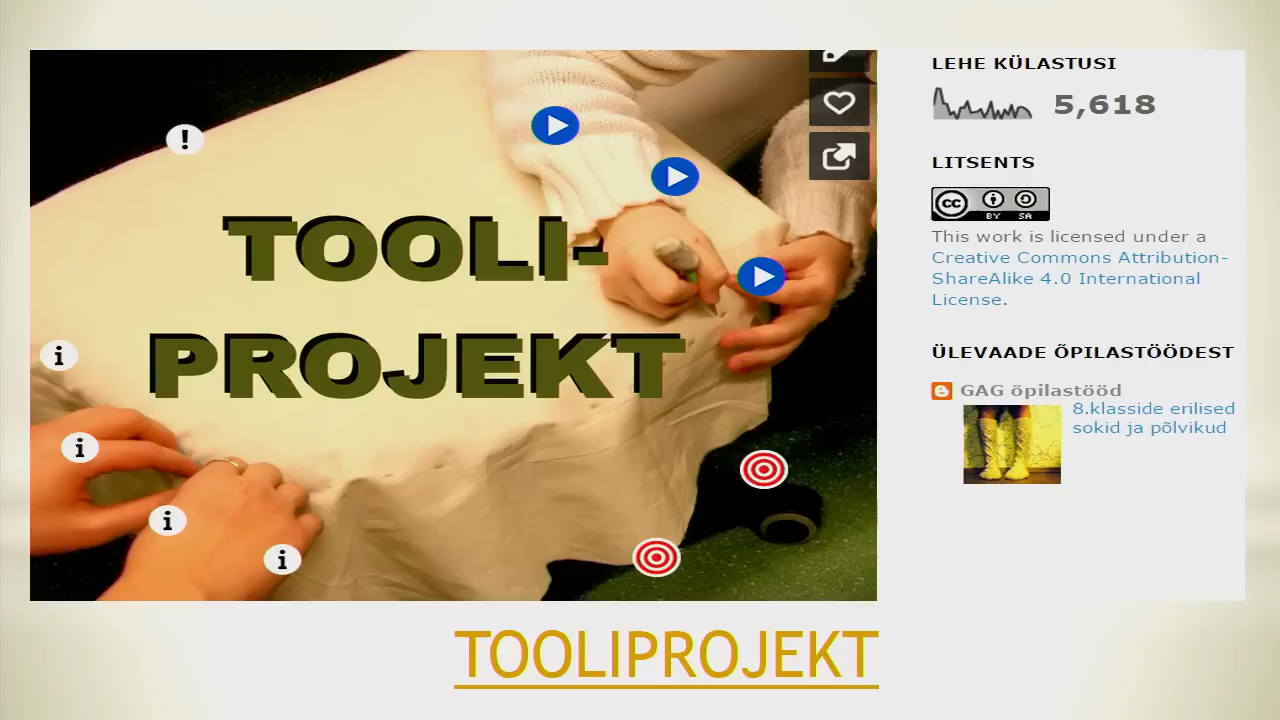 TOOLI-
PROJEKT
LEHE KÜLASTUSI
5,618
LITSENTS
cc BY SA
This work is licensed under a
Creative Commons Attribution-
ShareAlike 4.0 International
License.
ÜLEVAADE ÕPILASTÖÖDEST
GAG õpilastööd
8.klasside erilised
sokid ja põlvikud
TOOLIPROJEKT